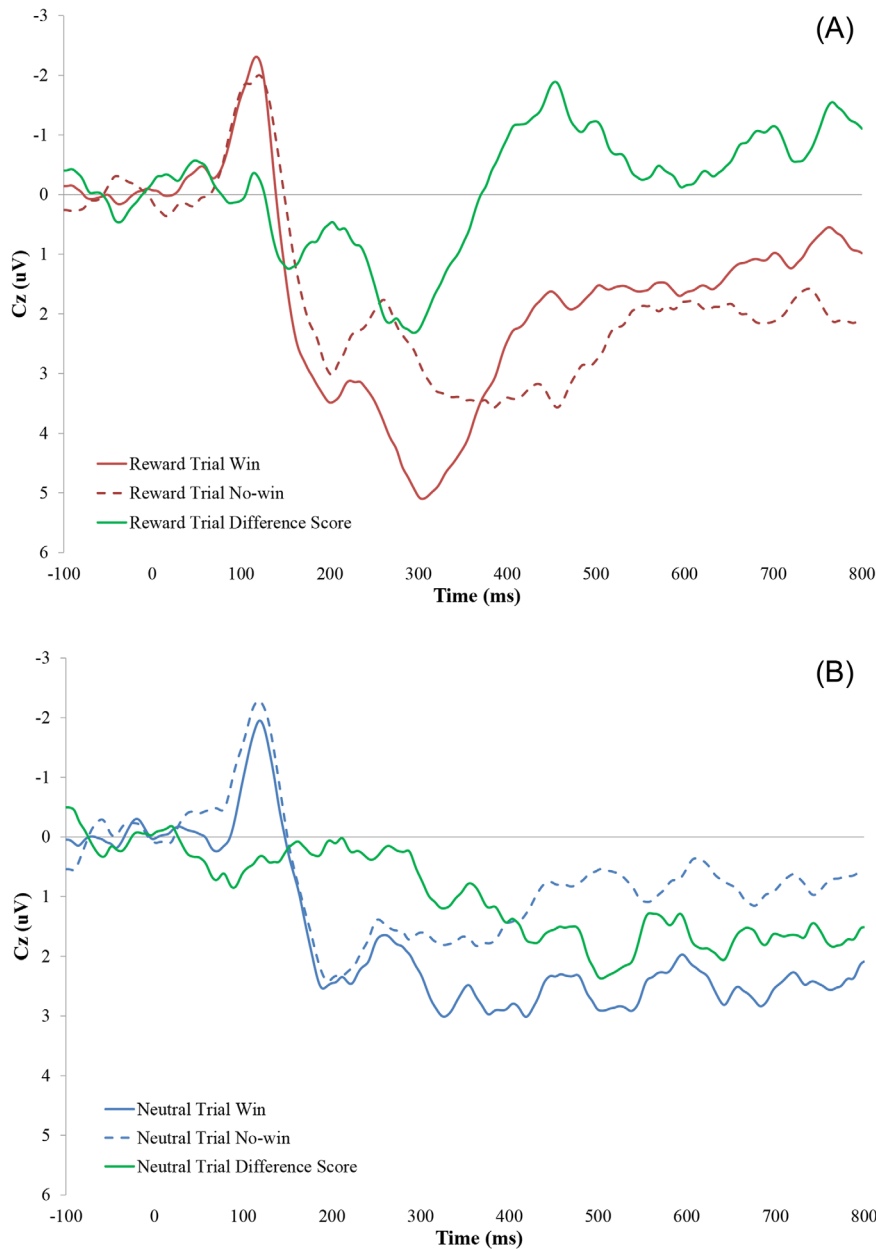 (A)
-3
-2
-1
0
1
2
3
4
5
6
Cz (uV)
Reward Trial Win
Reward Trial No-win
Reward Trial Difference Score
-100 0 100 200 300 400 500 600 700 800
Time (ms)
(B)
-3
-2
-1
0
1
2
3
4
5
6
Cz (uV)
Neutral Trial Win
Neutral Trial No-win
Neutral Trial Difference Score
-100 0 100 200 300 400 500 600 700 800
Time (ms)